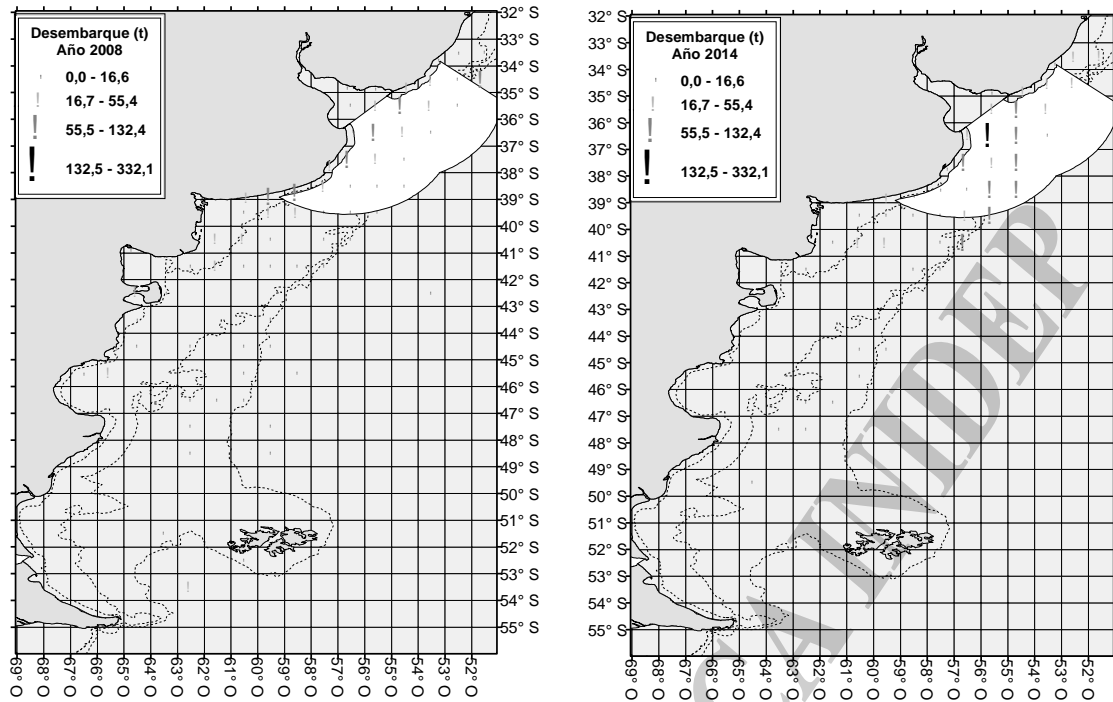 Desembarque (t)
Año 2008
0,0 - 16,6
16,7 - 55,4
55,5 - 132,4
132,5 - 332,1
32° S
33° S
34° S
35° S
36° S
37° S
38° S
39° S
40° S
41° S
42° S
43° S
44° S
45° S
46° S
47° S
48° S
49° S
50° S
51° S
52° S
53° S
54° S
55° S
69° O
68° O
67° O
66° O
65° O
64° O
63° O
62° O
61° O
60° O
59° O
58° O
57° O
56° O
55° O
54° O
53° O
52° O
Desembarque (t)
Año 2014
0,0 - 16,6
16,7 - 55,4
55,5 - 132,4
132,5 - 332,1
32° S
33° S
34° S
35° S
36° S
37° S
38° S
39° S
40° S
41° S
42° S
43° S
44° S
45° S
46° S
47° S
48° S
49° S
50° S
51° S
52° S
53° S
54° S
55° S
69° O
68° O
67° O
66° O
65° O
64° O
63° O
62° O
61° O
60° O
59° O
58° O
57° O
56° O
55° O
54° O
53° O
52° O
CA INIDEP